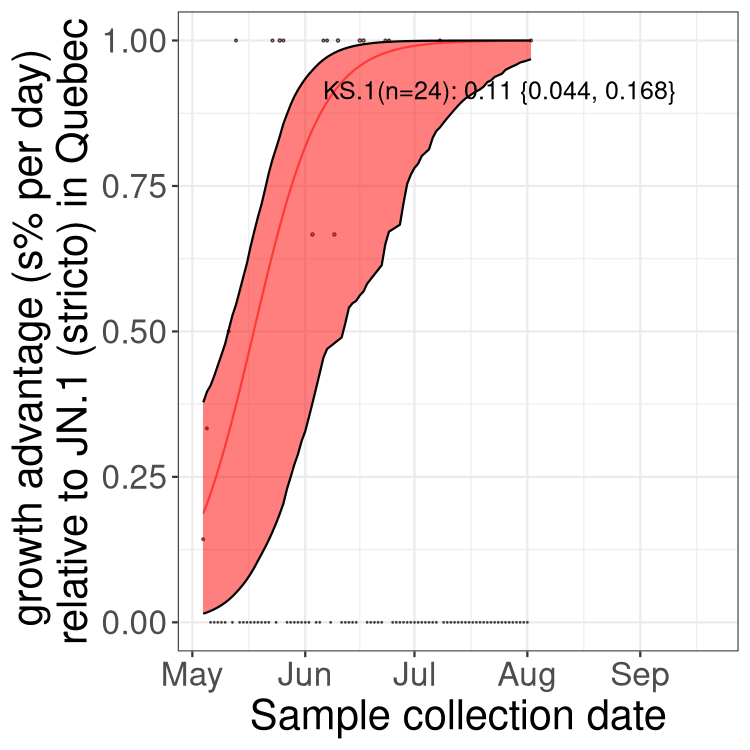 growth advantage (s% per day)
relative to JN.1 (stricto) in Quebec
1.00
0.75
0.50
0.25
0.00
KS.1(n=24): 0.11 {0.044, 0.168}
May Jun Jul Aug Sep
Sample collection date